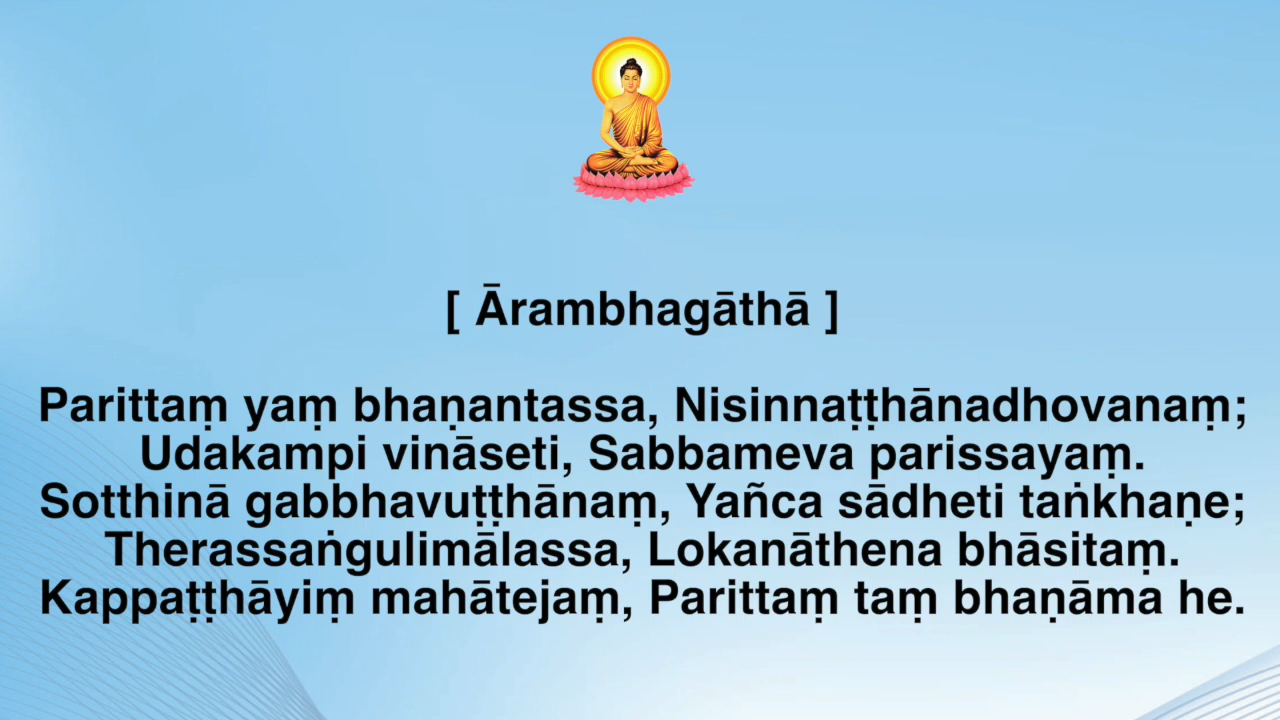 [ Ārambhagāthā ]
Parittaṃ yaṃ bhaṇantassa, Nisinnaṭṭhānadhovanaṃ;
Udakampi vināseti, Sabbameva parissayaṃ.
Sotthinā gabbhavuṭṭhānaṃ, Yañca sādheti taṅkhaṇe;
Therassaṅgulimālassa, Lokanāthena bhāsitaṃ.
Kappaṭṭhāyiṃ mahātejaṃ, Parittaṃ taṃ bhaṇāma he.